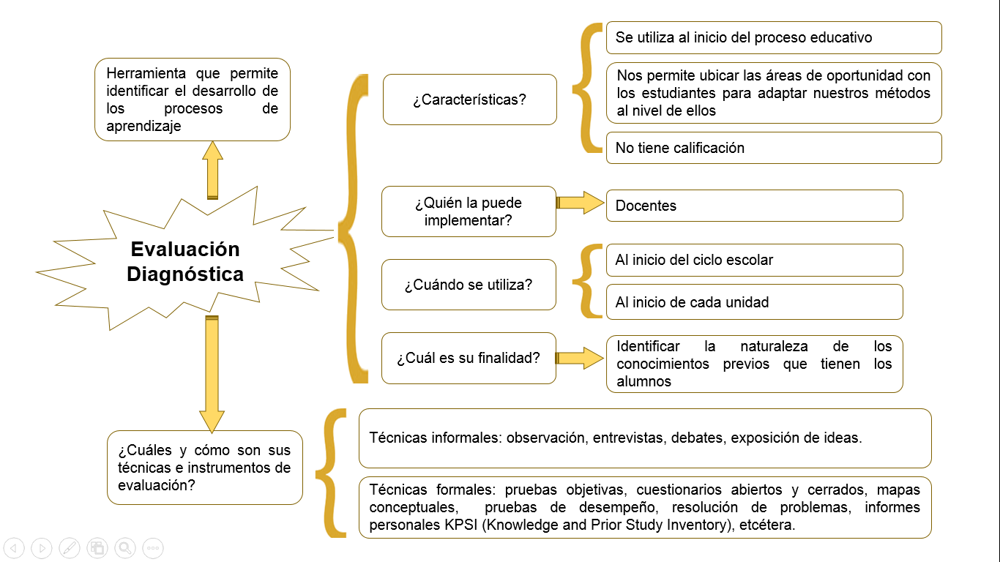 Herramienta que permite
identificar el desarrollo de
los procesos de
aprendizaje
Evaluación
Diagnóstica
¿Características?
Se utiliza al inicio del proceso educativo
Nos permite ubicar las áreas de oportunidad con
los estudiantes para adaptar nuestros métodos
al nivel de ellos
No tiene calificación
¿Quién la puede
implementar?
Docentes
¿Cuándo se utiliza?
Al inicio del ciclo escolar
Al inicio de cada unidad
¿Cuál es su finalidad?
Identificar la naturaleza de los
conocimientos previos que tienen los
alumnos
¿Cuáles y cómo son sus
técnicas e instrumentos de
evaluación?
Técnicas informales: observación, entrevistas, debates, exposición de ideas.
Técnicas formales: pruebas objetivas, cuestionarios abiertos y cerrados, mapas
conceptuales, pruebas de desempeño, resolución de problemas, informes
personales KPSI (Knowledge and Prior Study Inventory), etcétera.